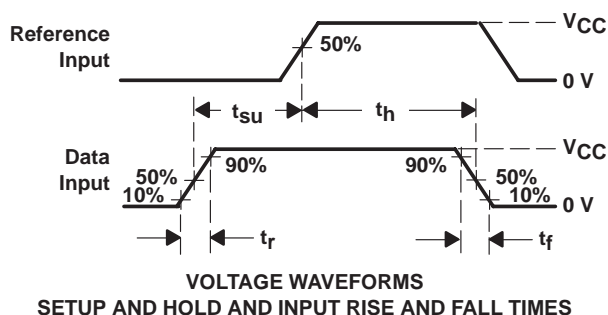 Reference
Input
50%
VCC
0 V
tsu
th
Data
Input
50%
10%
90%
90%
VCC
50%
10%
0 V
tr
tf
VOLTAGE WAVEFORMS
SETUP AND HOLD AND INPUT RISE AND FALL TIMES